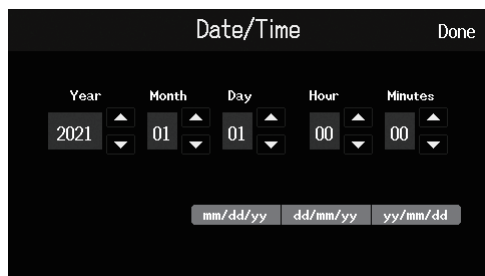 Date/Time Done
Year Month Day Hour Minutes
2021 01 01 00 00
mm/dd/yy dd/mm/yy yy/mm/dd